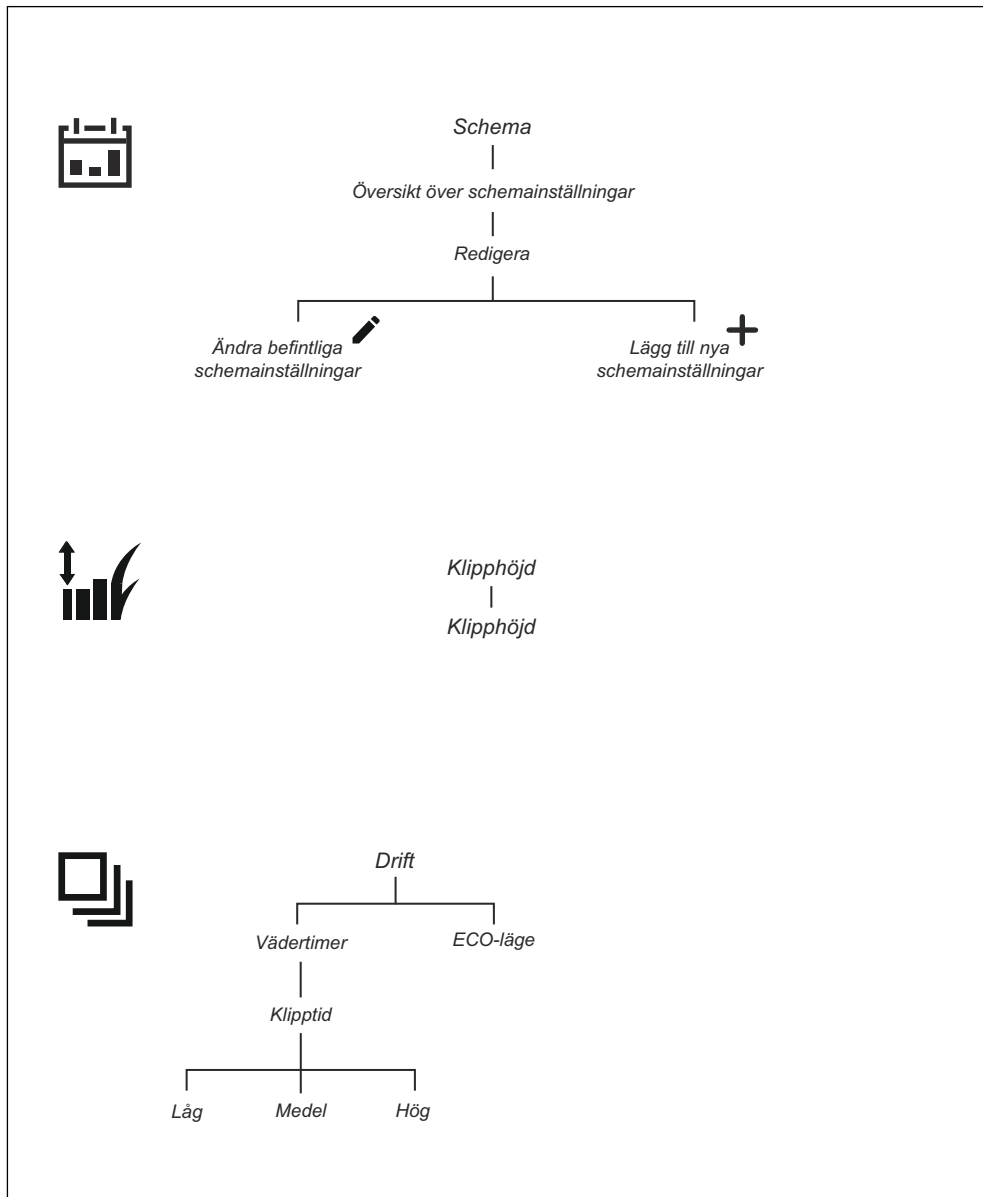 Schema
Översikt över schemainställningar
Redigera
Ändra befintliga
schemainställningar
Lägg till nya
schemainställningar
Klipphöjd
Klipphöjd
Drift
Vädertimer
ECO-läge
Klipptid
Låg
Medel
Hög